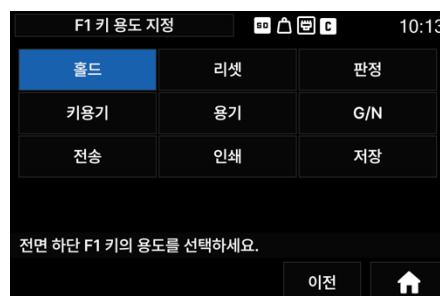 F1 키 용도 지정 SD C 10:13
홀드 리셋 판정
키용기 용기 G/N
전송 인쇄 저장
전면 하단 F1 키의 용도를 선택하세요.
이전